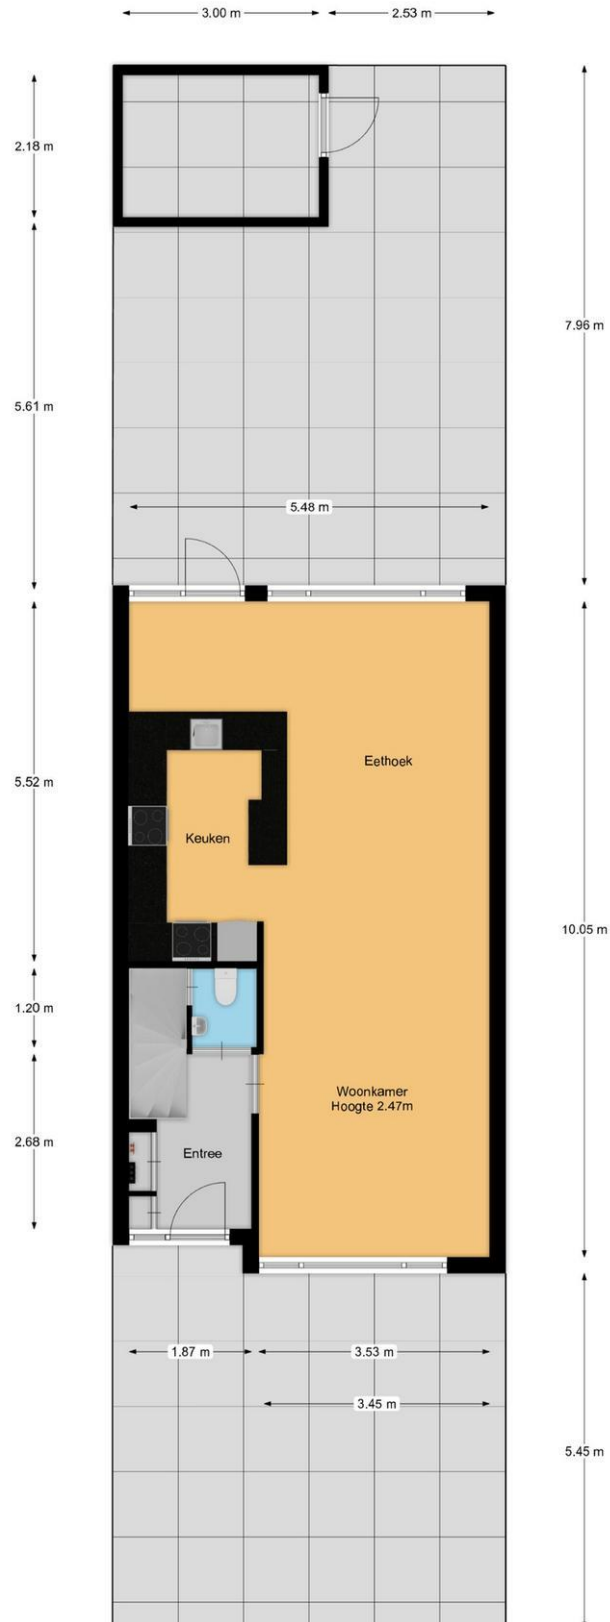 3.00 m
2.53 m
2.18 m
7.96 m
5.61 m
5.48 m
Eethoek
5.52 m
Keuken
10.05 m
1.20 m
Woonkamer
Hoogte 2.47m
2.68 m
Entree
1.87 m
3.53 m
3.45 m
5.45 m